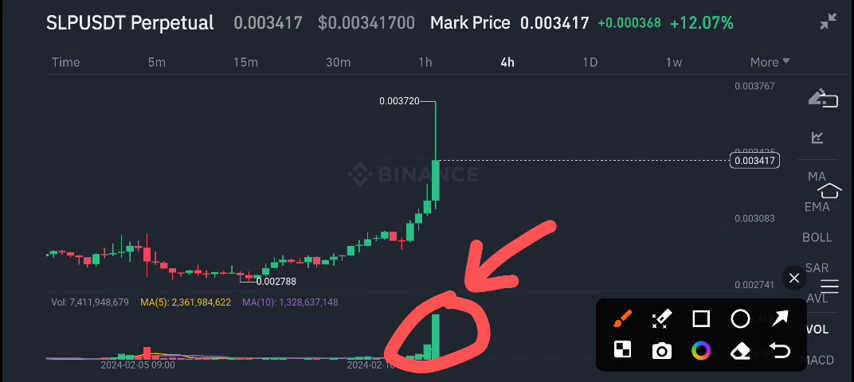 SLPUSDT Perpetual 0.003417 $0.00341700 Mark Price 0.003417 +0.000368 +12.07%
Time 5m 15m 30m 1h 4h 1D 1w More
0.003767
0.003720
0.003417
BINANCE
MA
EMA
0.003083
BOLL
SAR
0.002788
0.002741
AVL
Vol: 7,411,948,679 MA(5): 2,361,984,622 MA(10): 1,328,637,148
VOL
MACD
2024-02-05 09:00